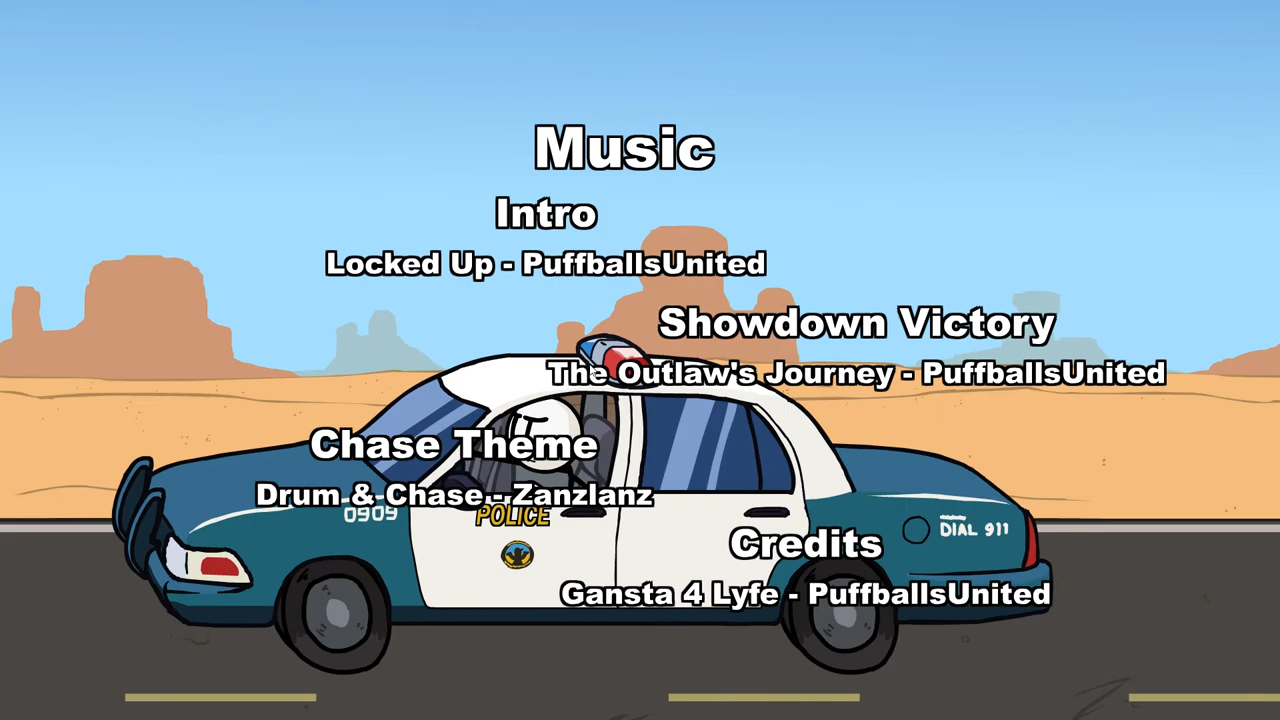 Music
Intro
Locked Up - PuffballsUnited
Showdown Victory
The Outlaw's Journey - PuffballsUnited
Chase Theme
Drum & Chase - Zanzlanz
0909
POLICE
DIAL 911
Credits
Gansta 4 Lyfe - PuffballsUnited